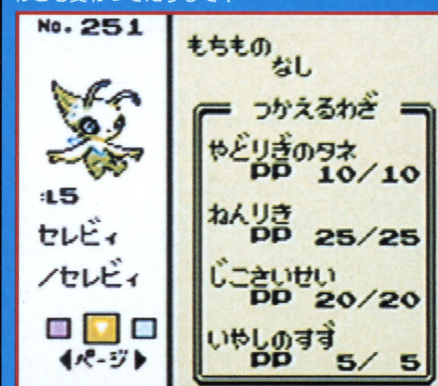 No. 251
:L5
セレビィ
/セレビィ
◀ページ▶
もちもの
なし
つかえるわざ
やどりぎのタネ
PP 10/10
ねんりき
PP 25/25
じこさいせい
PP 20/20
いやしのすず
PP 5/ 5